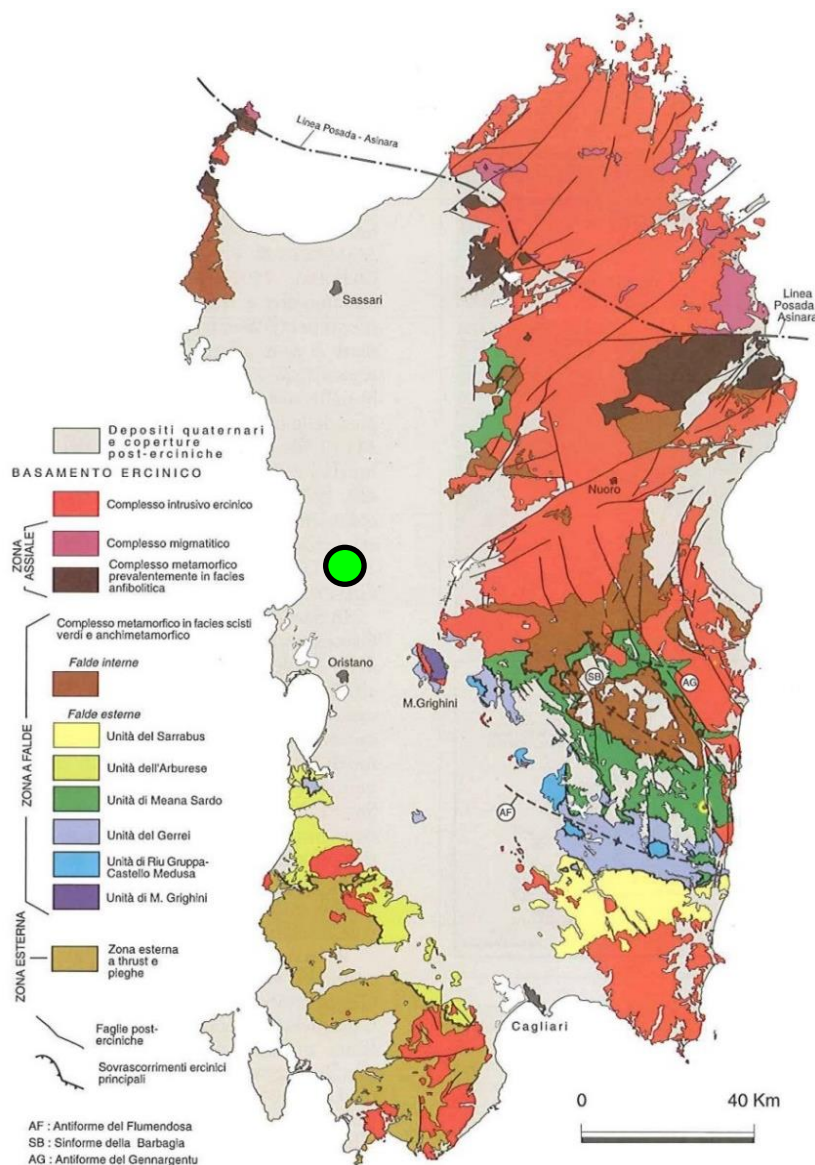 Linea Posada - Asinara
Sassari
Linea
Posada
Asinara
Nuoro
Oristano
M.Grighini
SB
AG
AF
Cagliari
Depositi quaternari
e coperture
post-erciniche
BASAMENTO ERCINICO
Complesso intrusivo ercinico
ZONA
ASSIALE
Complesso migmatitico
Complesso metamorfico
prevalentemente in facies
anfibolitica
Complesso metamorfico in facies scisti
verdi e anchimetamorfico
ZONA A FALDE
Falde interne
Falde esterne
Unità del Sarrabus
Unità dell'Arburese
Unità di Meana Sardo
Unità del Gerrei
Unità di Riu Gruppa-
Castello Medusa
Unità di M. Grighini
ZONA ESTERNA
Zona esterna
a thrust e
pieghe
Faglie post-
erciniche
Sovrascorrimenti ercinici
principali
AF : Antiforme del Flumendosa
SB : Sinforme della Barbagia
AG : Antiforme del Gennargentu
0 40 Km